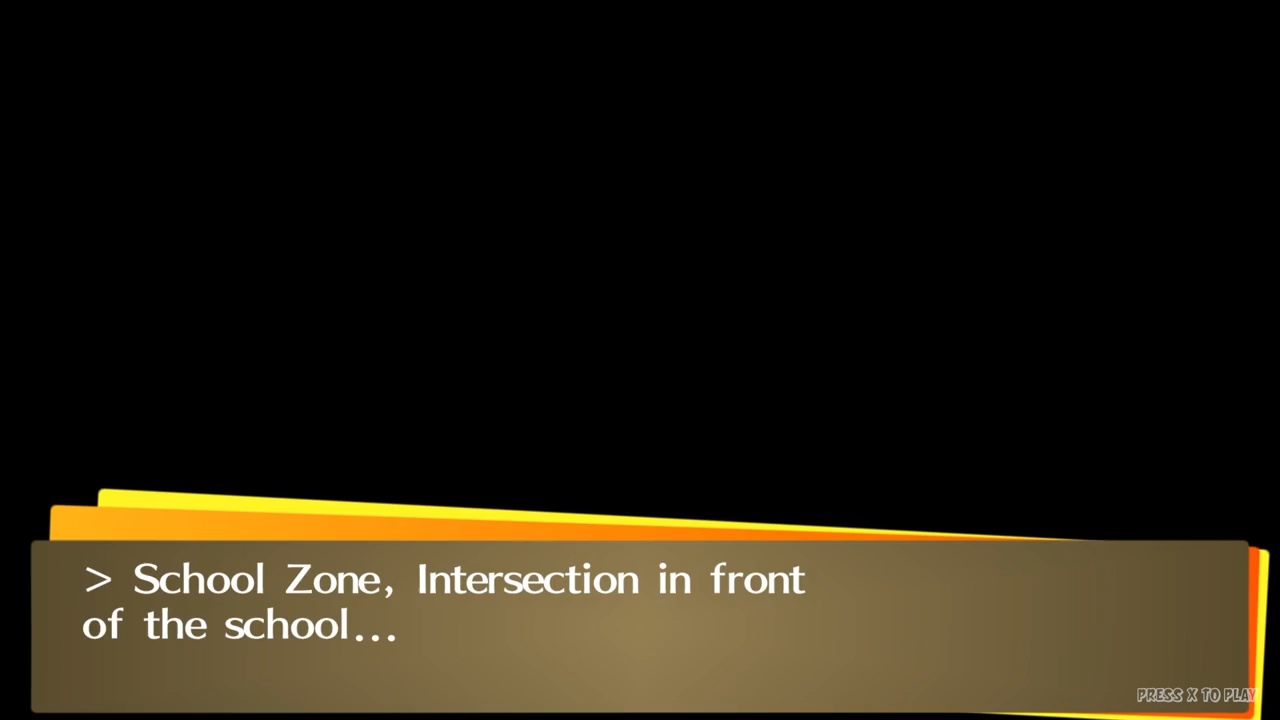 > School Zone, Intersection in front
of the school...
PRESS X TO PLAY